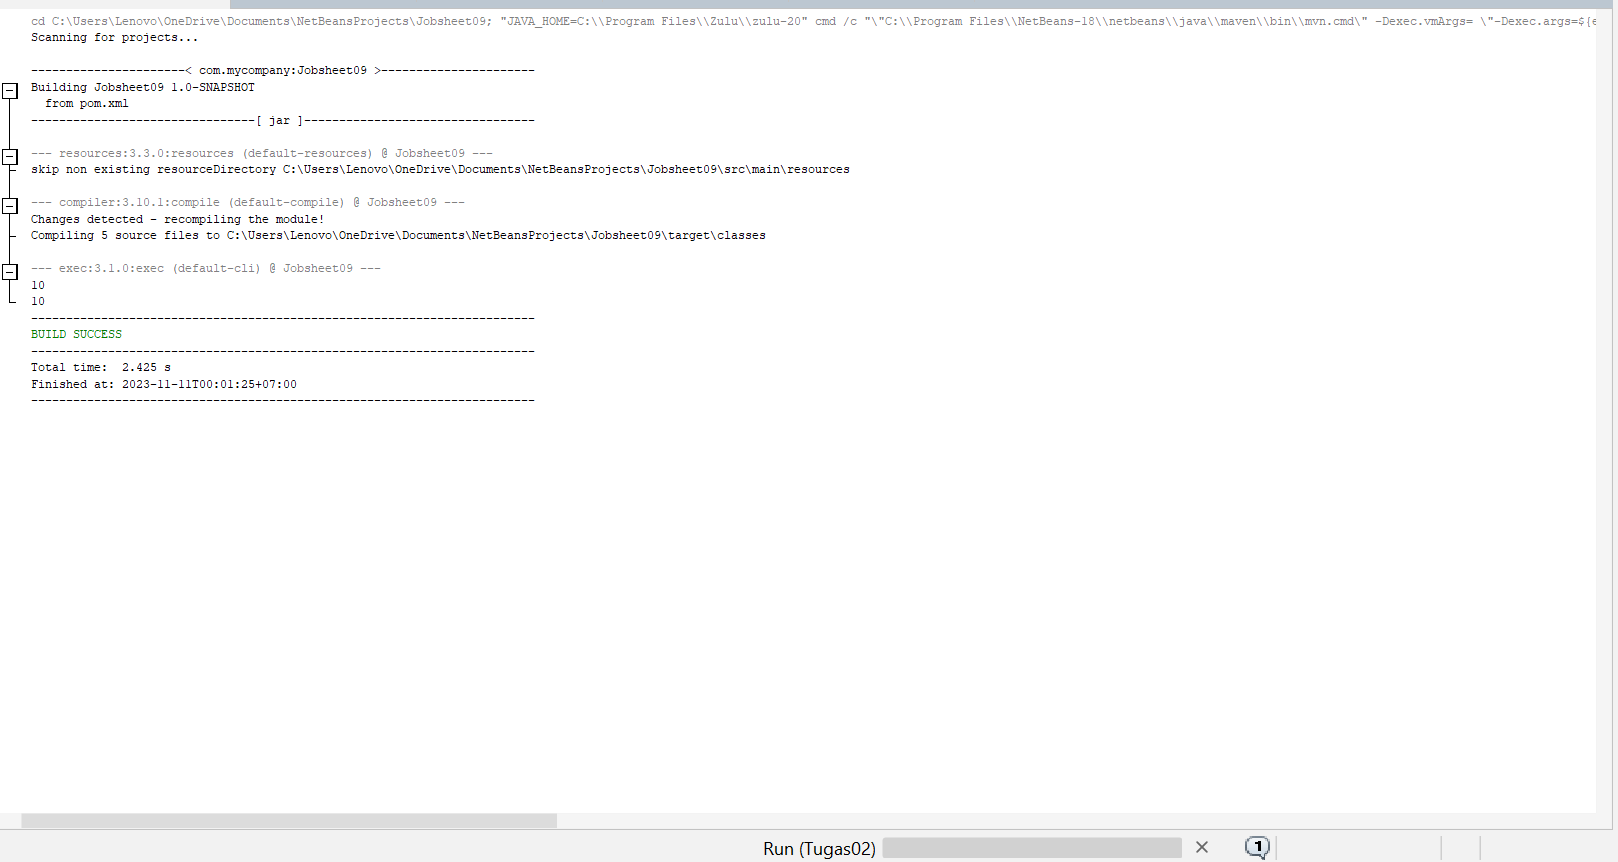 cd C:\Users\Lenovo\OneDrive\Documents\NetBeansProjects\Jobsheet09; "JAVA_HOME=C:\\Program Files\\Zulu\\zulu-20" cmd /c "\"C:\\Program Files\\NetBeans-18\\netbeans\\java\\maven\\bin\\mvn.cmd\" -Dexec.vmArgs= \"-Dexec.args=${e
Scanning for projects...
----------------------< com.mycompany:Jobsheet09 >----------------------
Building Jobsheet09 1.0-SNAPSHOT
  from pom.xml
--------------------------------[ jar ]---------------------------------
--- resources:3.3.0:resources (default-resources) @ Jobsheet09 ---
skip non existing resourceDirectory C:\Users\Lenovo\OneDrive\Documents\NetBeansProjects\Jobsheet09\src\main\resources
--- compiler:3.10.1:compile (default-compile) @ Jobsheet09 ---
Changes detected - recompiling the module!
Compiling 5 source files to C:\Users\Lenovo\OneDrive\Documents\NetBeansProjects\Jobsheet09\target\classes
--- exec:3.1.0:exec (default-cli) @ Jobsheet09 ---
10
10
------------------------------------------------------------------------
BUILD SUCCESS
------------------------------------------------------------------------
Total time:  2.425 s
Finished at: 2023-11-11T00:01:25+07:00
------------------------------------------------------------------------
Run (Tugas02)
1